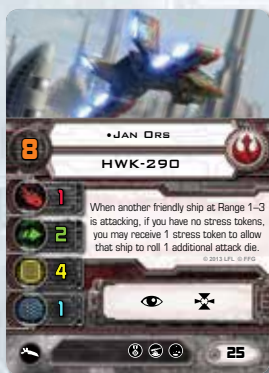 •Jan Ors
8
HWK-290
1
2
4
1
When another friendly ship at Range 1–3
is attacking, if you have no stress tokens,
you may receive 1 stress token to allow
that ship to roll 1 additional attack die.
© 2013 LFL © FFG
25